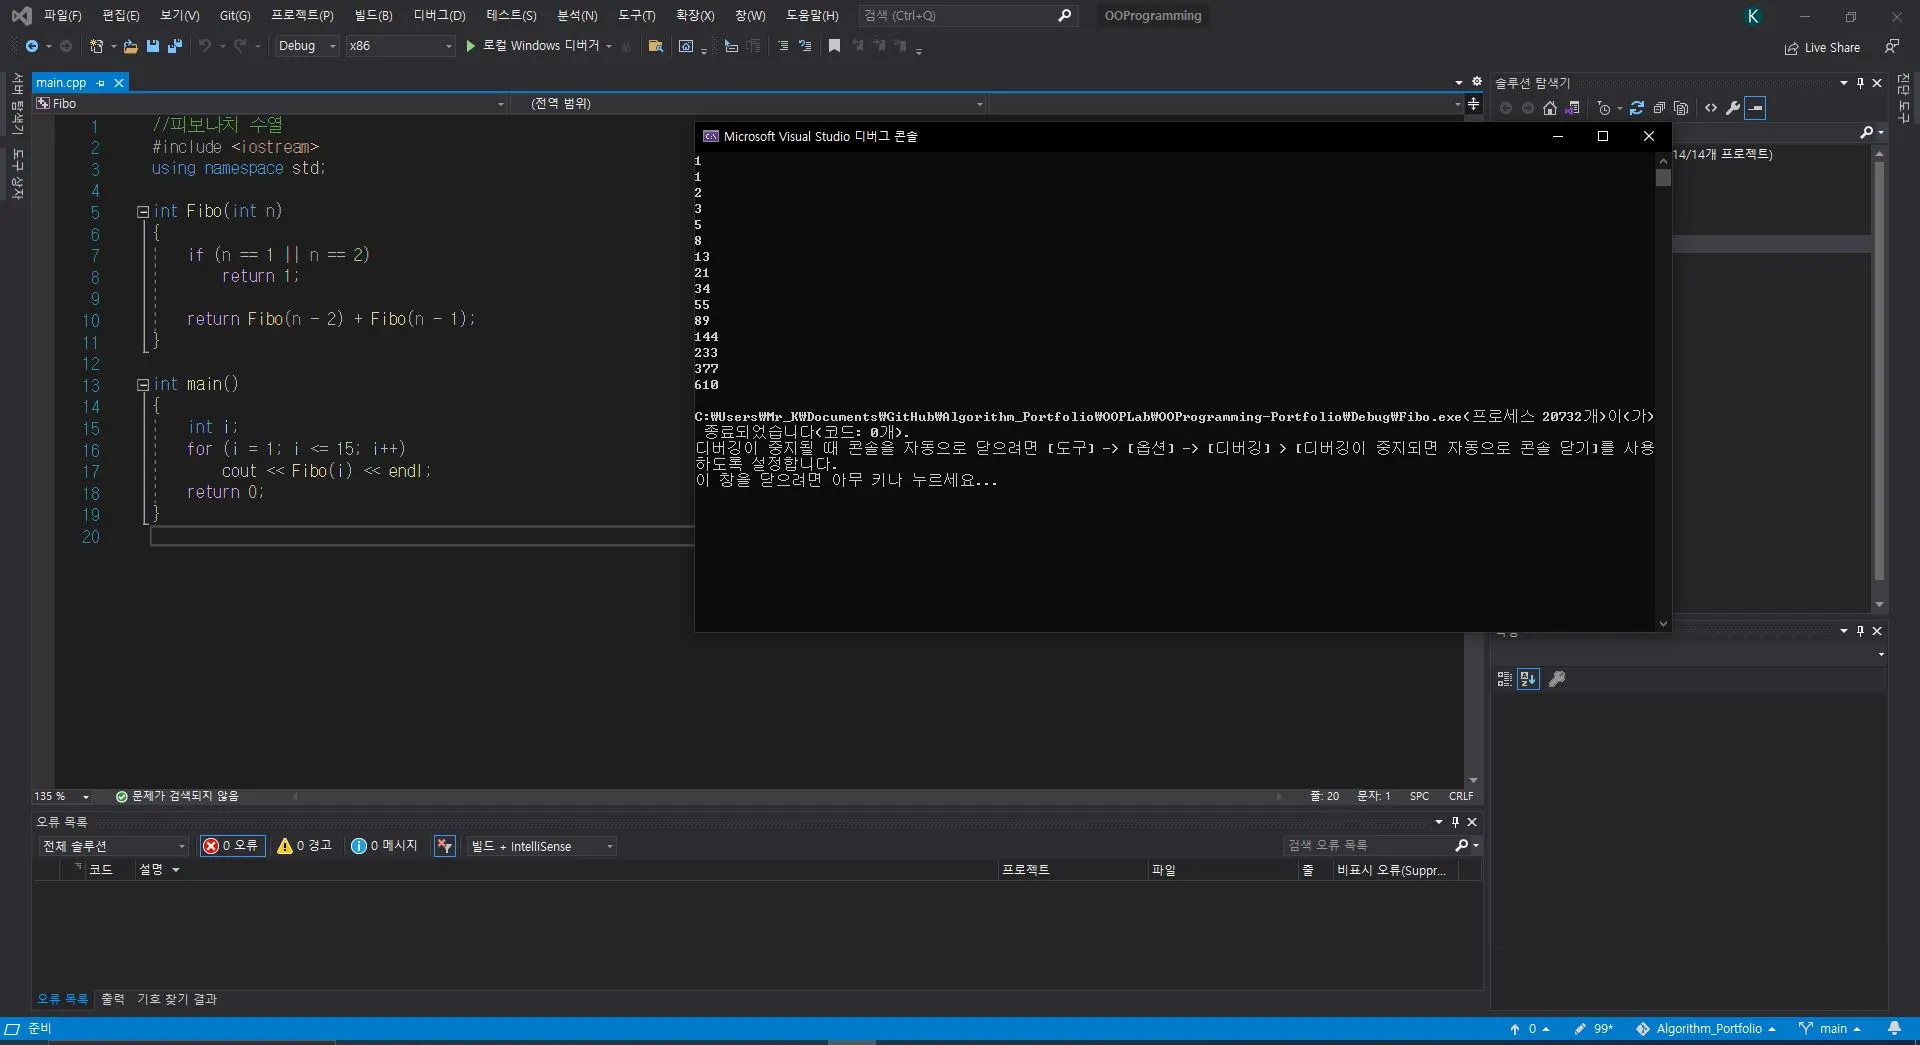 파일(F) 편집(E) 보기(V) Git(G) 프로젝트(P) 빌드(B) 디버그(D) 테스트(S) 분석(N) 도구(T) 확장(X) 창(W) 도움말(H) 검색 (Ctrl+Q) OOProgramming K
Debug x86 로컬 Windows 디버거 Live Share
서버 탐색기
도구 상자
main.cpp
Fibo (전역 범위)
1 //피보나치 수열
2 #include <iostream>
3 using namespace std;
4
5 int Fibo(int n)
6 {
7 if (n == 1 || n == 2)
8 return 1;
9
10 return Fibo(n - 2) + Fibo(n - 1);
11 }
12
13 int main()
14 {
15 int i;
16 for (i = 1; i <= 15; i++)
17 cout << Fibo(i) << endl;
18 return 0;
19 }
20
Microsoft Visual Studio 디버그 콘솔
1
1
2
3
5
8
13
21
34
55
89
144
233
377
610
C:₩Users₩Mr_K₩Documents₩GitHub₩Algorithm_Portfolio₩OOPLab₩OOProgramming-Portfolio₩Debug₩Fibo.exe(프로세스 20732개)이(가)
종료되었습니다(코드: 0개).
디버깅이 중지될 때 콘솔을 자동으로 닫으려면 [도구] -> [옵션] -> [디버깅] > [디버깅이 중지되면 자동으로 콘솔 닫기]를 사용
하도록 설정합니다.
이 창을 닫으려면 아무 키나 누르세요...
솔루션 탐색기
14/14개 프로젝트)
진단 도구
135 % 문제가 검색되지 않음 줄: 20 문자: 1 SPC CRLF
오류 목록
전체 솔루션 0 오류 0 경고 0 메시지 빌드 + IntelliSense 검색 오류 목록
코드 설명 프로젝트 파일 줄 비표시 오류(Suppr...
오류 목록 출력 기호 찾기 결과
준비 0 99* Algorithm_Portfolio main